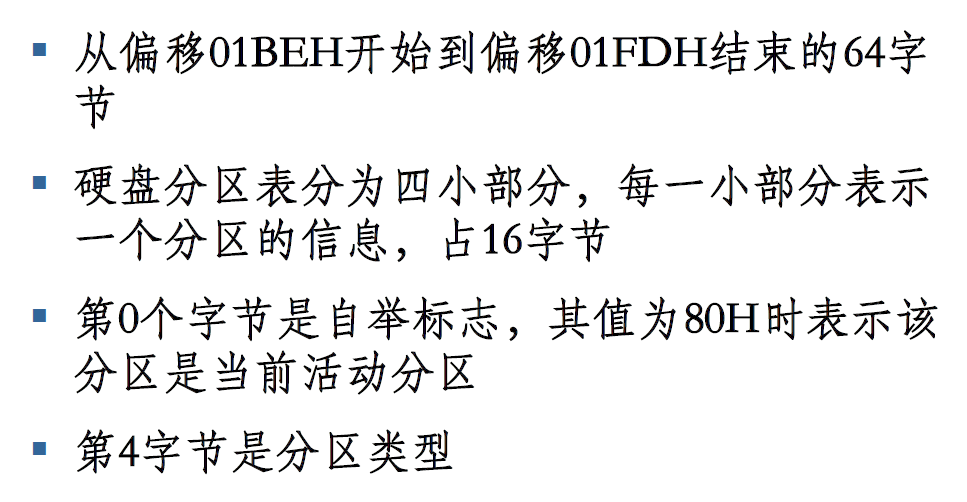 从偏移01BEH开始到偏移01FDH结束的64字
节
硬盘分区表分为四小部分，每一小部分表示
一个分区的信息，占16字节
第0个字节是自举标志，其值为80H时表示该
分区是当前活动分区
第4字节是分区类型